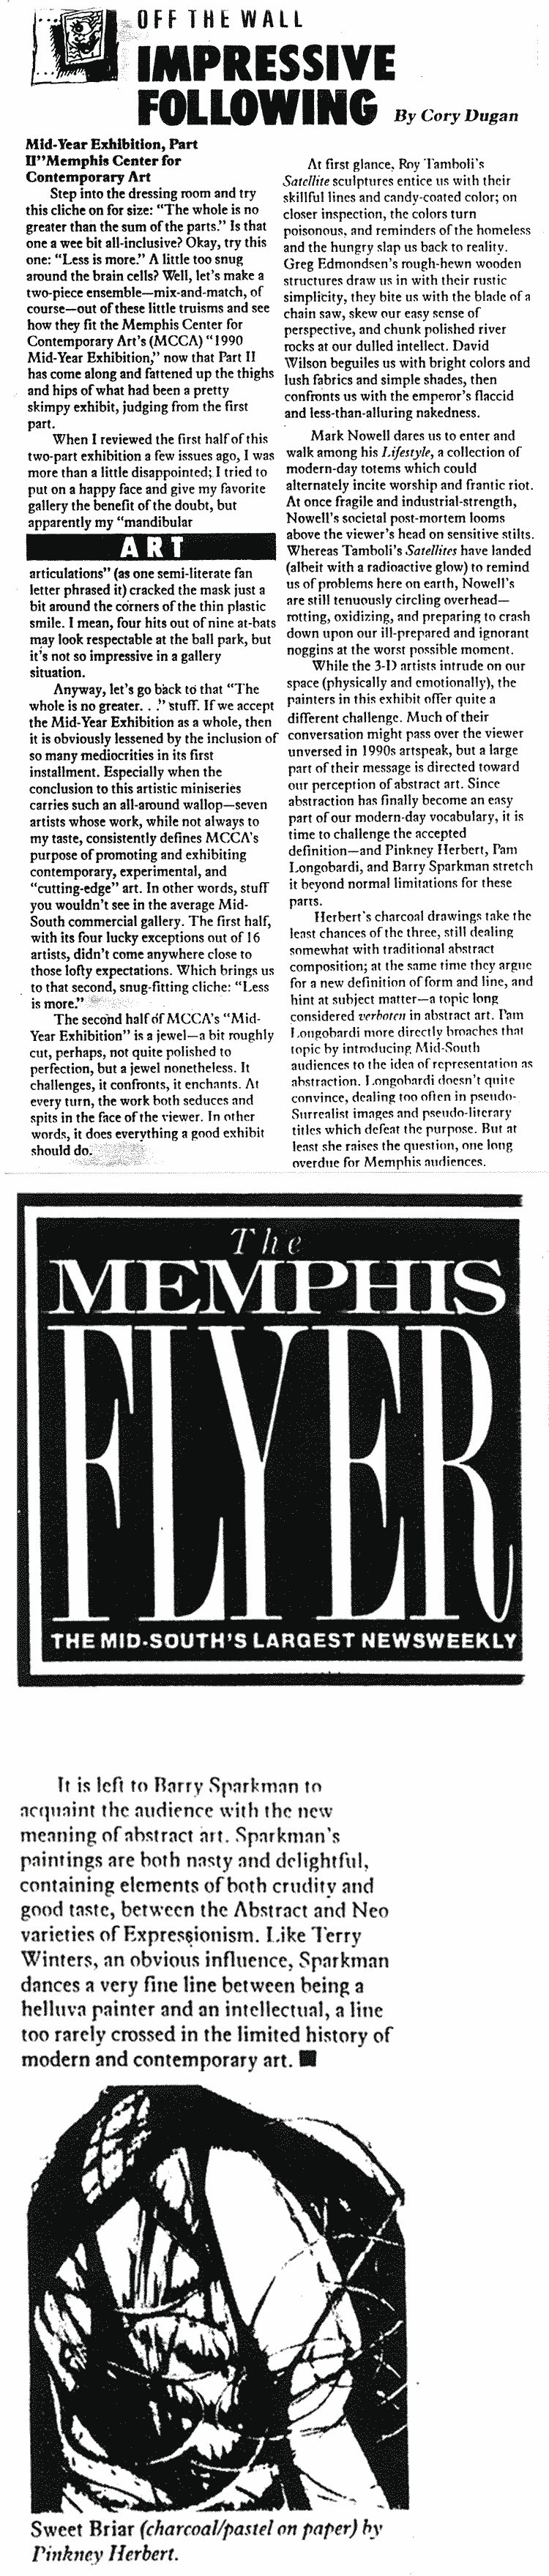 OFF THE WALL
IMPRESSIVE
FOLLOWING By Cory Dugan
Mid-Year Exhibition, Part
II" Memphis Center for
Contemporary Art
Step into the dressing room and try
this cliche on for size: “The whole is no
greater than the sum of the parts.” Is that
one a wee bit all-inclusive? Okay, try this
one: “Less is more.” A little too snug
around the brain cells? Well, let’s make a
two-piece ensemble—mix-and-match, of
course—out of these little truisms and see
how they fit the Memphis Center for
Contemporary Art’s (MCCA) “1990
Mid-Year Exhibition,” now that Part II
has come along and fattened up the thighs
and hips of what had been a pretty
skimpy exhibit, judging from the first
part.
When I reviewed the first half of this
two-part exhibition a few issues ago, I was
more than a little disappointed; I tried to
put on a happy face and give my favorite
gallery the benefit of the doubt, but
apparently my “mandibular
ART
articulations” (as one semi-literate fan
letter phrased it) cracked the mask just a
bit around the corners of the thin plastic
smile. I mean, four hits out of nine at-bats
may look respectable at the ball park, but
it’s not so impressive in a gallery
situation.
Anyway, let’s go back to that “The
whole is no greater. . .” stuff. If we accept
the Mid-Year Exhibition as a whole, then
it is obviously lessened by the inclusion of
so many mediocrities in its first
installment. Especially when the
conclusion to this artistic miniseries
carries such an all-around wallop—seven
artists whose work, while not always to
my taste, consistently defines MCCA’s
purpose of promoting and exhibiting
contemporary, experimental, and
“cutting-edge” art. In other words, stuff
you wouldn’t see in the average Mid-
South commercial gallery. The first half,
with its four lucky exceptions out of 16
artists, didn’t come anywhere close to
those lofty expectations. Which brings us
to that second, snug-fitting cliche: “Less
is more.”
The second half of MCCA’s “Mid-
Year Exhibition” is a jewel—a bit roughly
cut, perhaps, not quite polished to
perfection, but a jewel nonetheless. It
challenges, it confronts, it enchants. At
every turn, the work both seduces and
spits in the face of the viewer. In other
words, it does everything a good exhibit
should do.
At first glance, Roy Tamboli’s
Satellite sculptures entice us with their
skillful lines and candy-coated color; on
closer inspection, the colors turn
poisonous, and reminders of the homeless
and the hungry slap us back to reality.
Greg Edmondsen’s rough-hewn wooden
structures draw us in with their rustic
simplicity, they bite us with the blade of a
chain saw, skew our easy sense of
perspective, and chunk polished river
rocks at our dulled intellect. David
Wilson beguiles us with bright colors and
lush fabrics and simple shades, then
confronts us with the emperor’s flaccid
and less-than-alluring nakedness.
Mark Nowell dares us to enter and
walk among his Lifestyle, a collection of
modern-day totems which could
alternately incite worship and frantic riot.
At once fragile and industrial-strength,
Nowell’s societal post-mortem looms
above the viewer’s head on sensitive stilts.
Whereas Tamboli’s Satellites have landed
(albeit with a radioactive glow) to remind
us of problems here on earth, Nowell’s
are still tenuously circling overhead—
rotting, oxidizing, and preparing to crash
down upon our ill-prepared and ignorant
noggins at the worst possible moment.
While the 3-D artists intrude on our
space (physically and emotionally), the
painters in this exhibit offer quite a
different challenge. Much of their
conversation might pass over the viewer
unversed in 1990s artspeak, but a large
part of their message is directed toward
our perception of abstract art. Since
abstraction has finally become an easy
part of our modern-day vocabulary, it is
time to challenge the accepted
definition—and Pinkney Herbert, Pam
Longobardi, and Barry Sparkman stretch
it beyond normal limitations for these
parts.
Herbert’s charcoal drawings take the
least chances of the three, still dealing
somewhat with traditional abstract
composition; at the same time they argue
for a new definition of form and line, and
hint at subject matter—a topic long
considered verboten in abstract art. Pam
Longobardi more directly broaches that
topic by introducing Mid-South
audiences to the idea of representation as
abstraction. Longobardi doesn’t quite
convince, dealing too often in pseudo-
Surrealist images and pseudo-literary
titles which defeat the purpose. But at
least she raises the question, one long
overdue for Memphis audiences.
The
MEMPHIS
FLYER
THE MID-SOUTH’S LARGEST NEWSWEEKLY
It is left to Barry Sparkman to
acquaint the audience with the new
meaning of abstract art. Sparkman’s
paintings are both nasty and delightful,
containing elements of both crudity and
good taste, between the Abstract and Neo
varieties of Expressionism. Like Terry
Winters, an obvious influence, Sparkman
dances a very fine line between being a
helluva painter and an intellectual, a line
too rarely crossed in the limited history of
modern and contemporary art. ■
Sweet Briar (charcoal/pastel on paper) by
Pinkney Herbert.